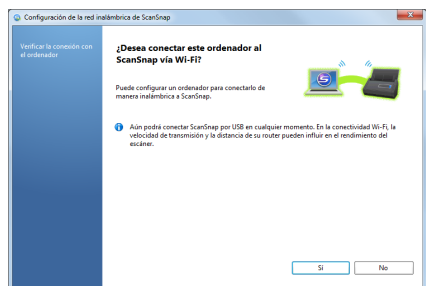 Configuración de la red inalámbrica de ScanSnap
Verificar la conexión con
el ordenador
¿Desea conectar este ordenador al
ScanSnap vía Wi-Fi?
Puede configurar un ordenador para conectarlo de
manera inalámbrica a ScanSnap.
Aún podrá conectar ScanSnap por USB en cualquier momento. En la conectividad Wi-Fi, la
velocidad de transmisión y la distancia de su router pueden influir en el rendimiento del
escáner.
Sí
No